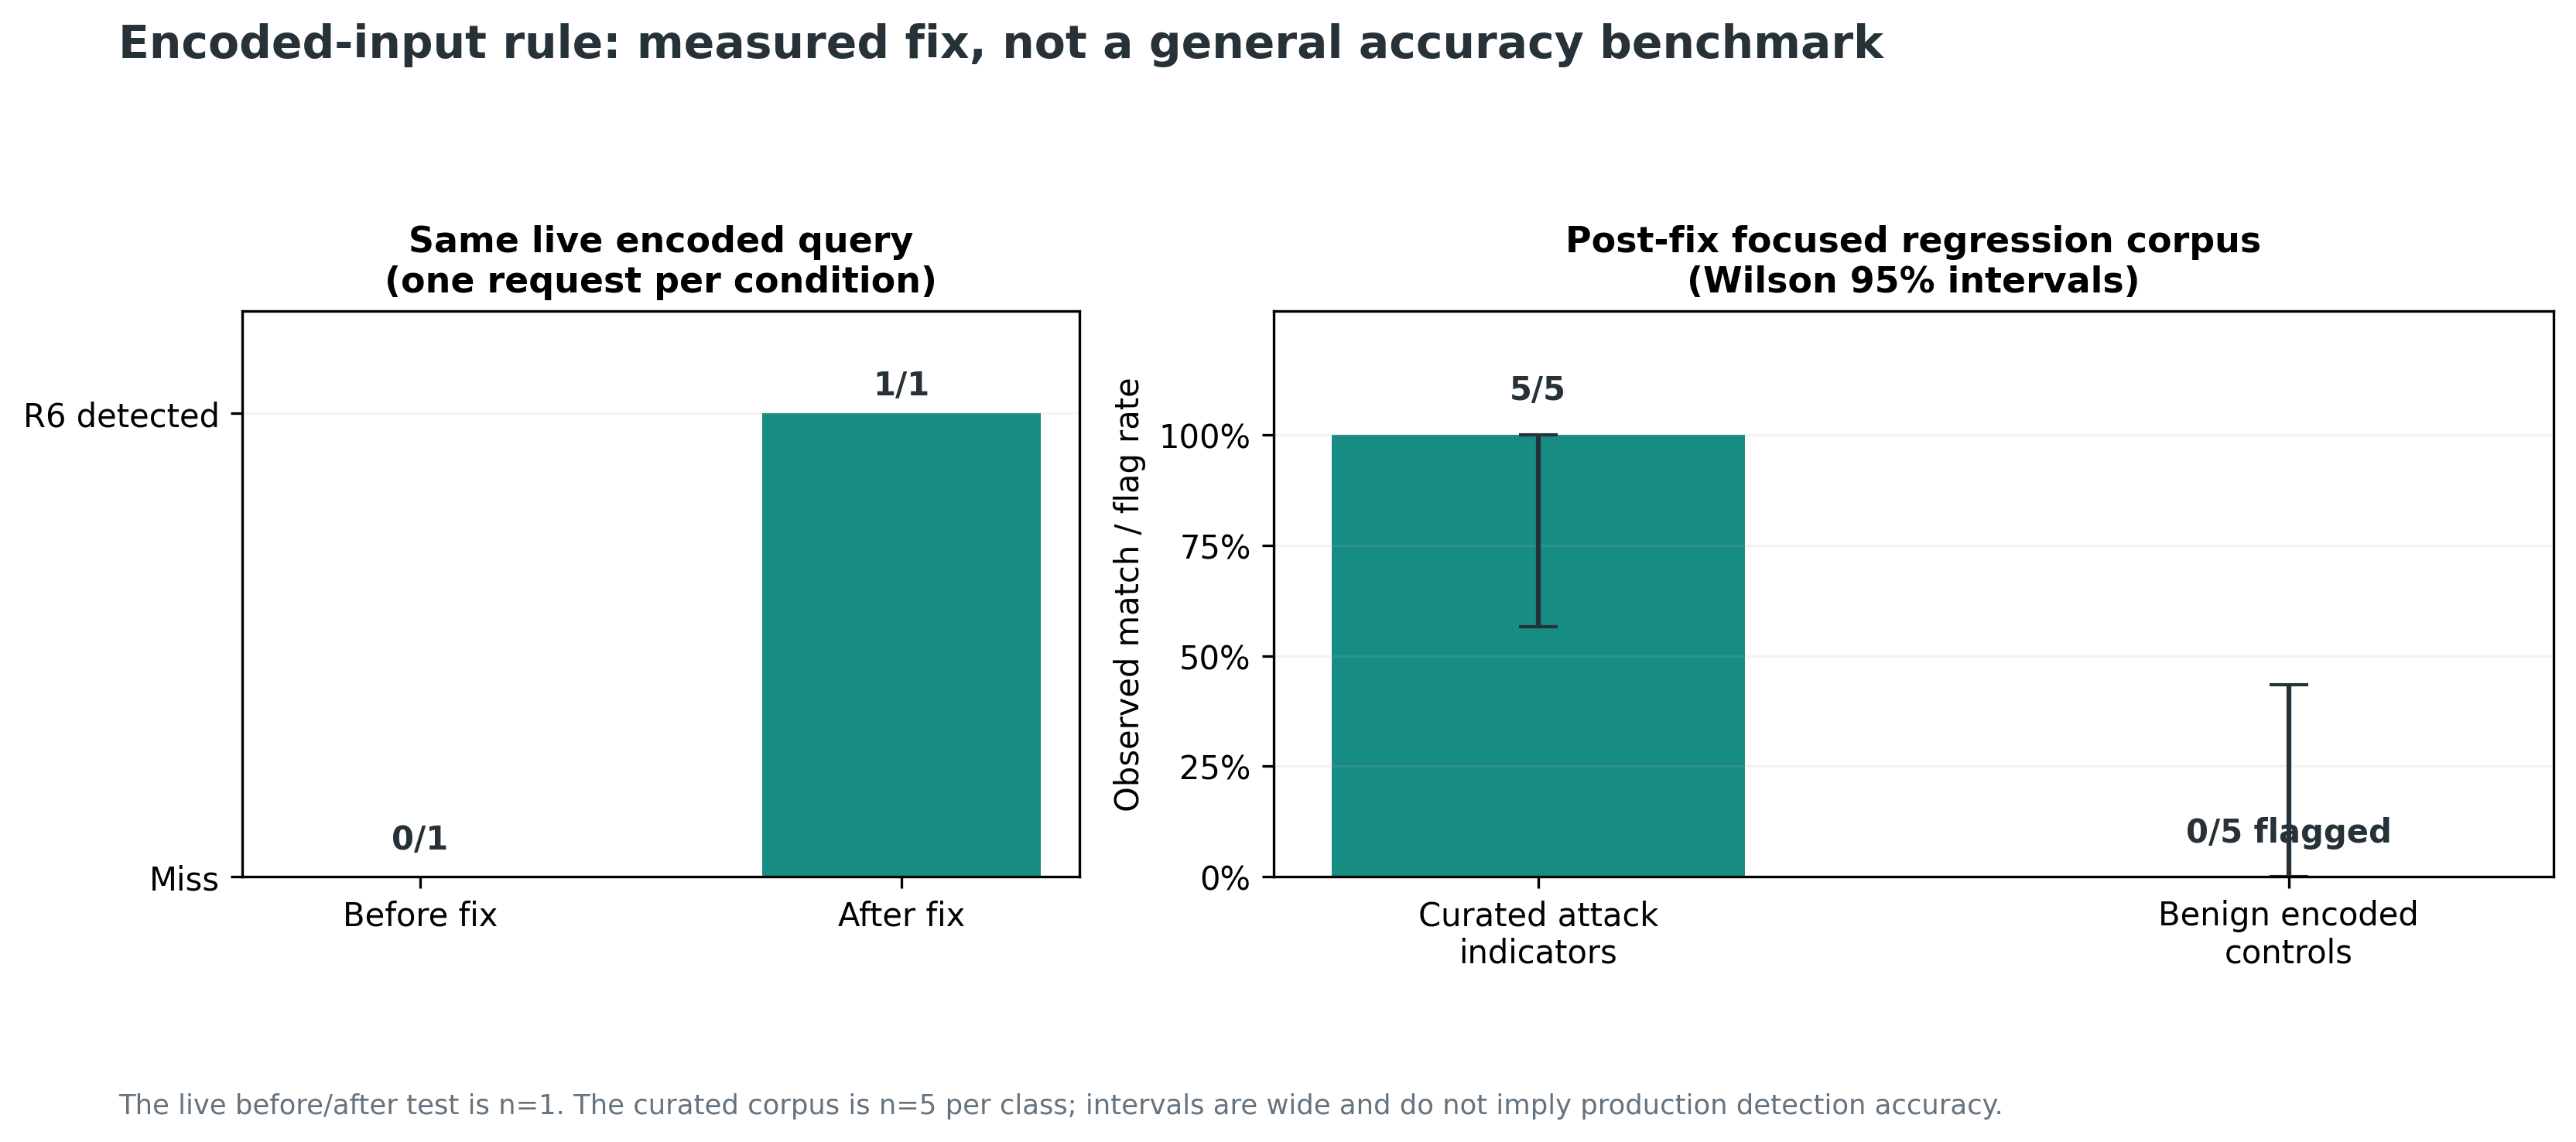 Encoded-input rule: measured fix, not a general accuracy benchmark
Same live encoded query
(one request per condition)
R6 detected
Miss
0/1
1/1
Before fix
After fix
Post-fix focused regression corpus
(Wilson 95% intervals)
Observed match / flag rate
100%
75%
50%
25%
0%
5/5
0/5 flagged
Curated attack
indicators
Benign encoded
controls
The live before/after test is n=1. The curated corpus is n=5 per class; intervals are wide and do not imply production detection accuracy.